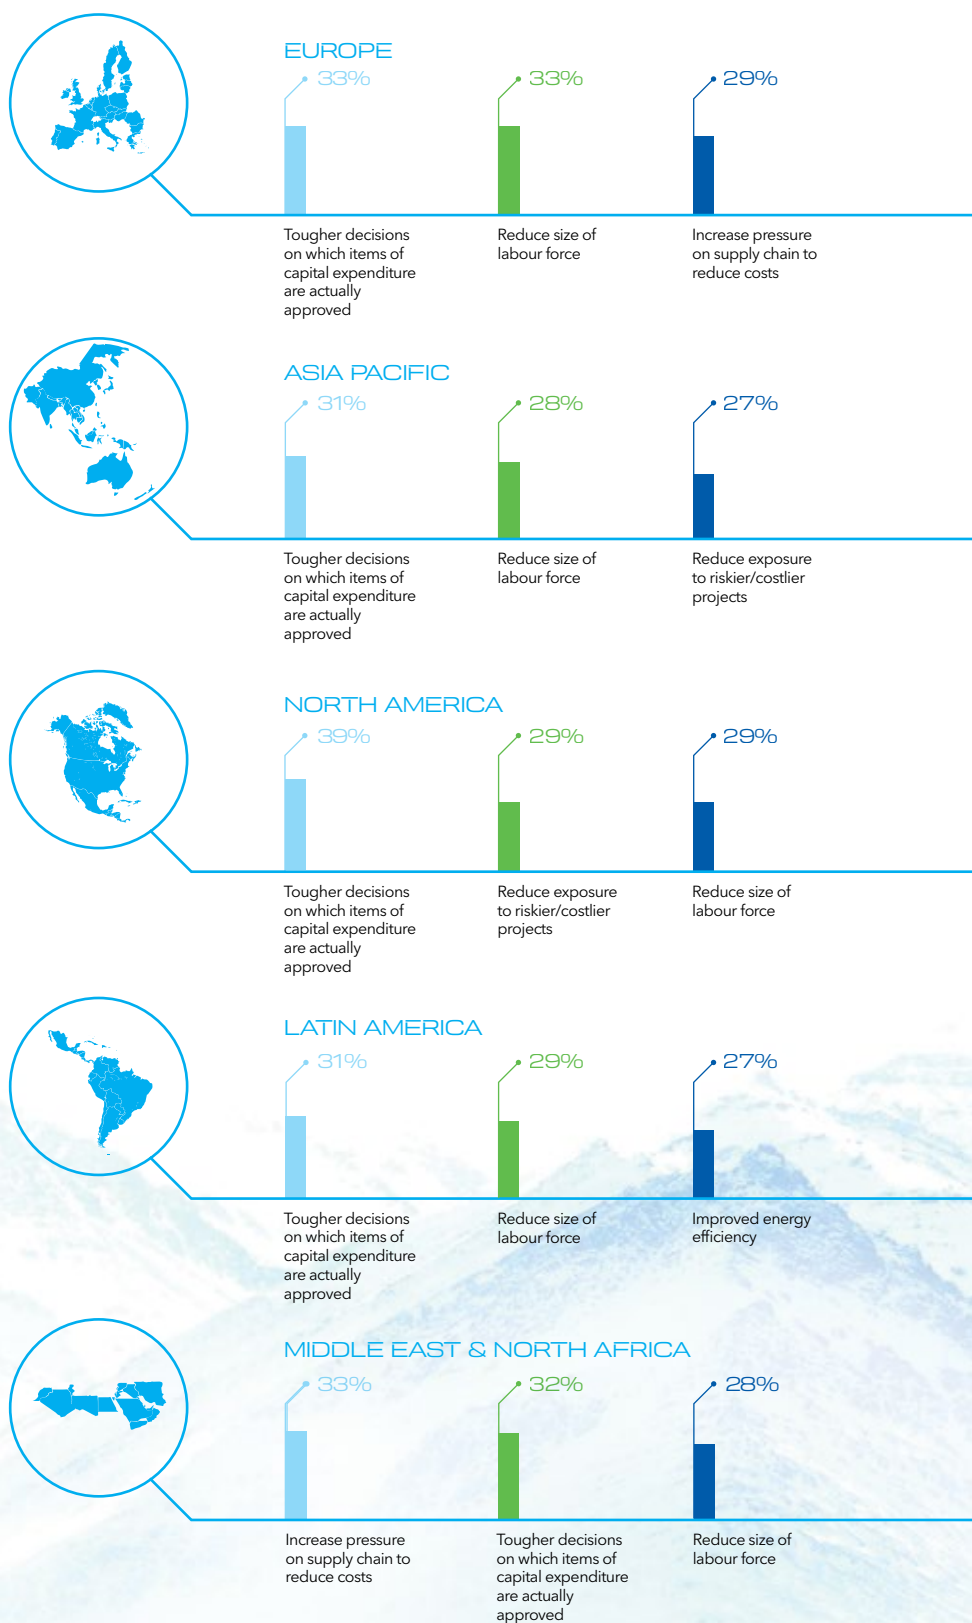 EUROPE
33%
33%
29%
Tougher decisions
on which items of
capital expenditure
are actually
approved
Reduce size of
labour force
Increase pressure
on supply chain to
reduce costs
ASIA PACIFIC
31%
28%
27%
Tougher decisions
on which items of
capital expenditure
are actually
approved
Reduce size of
labour force
Reduce exposure
to riskier/costlier
projects
NORTH AMERICA
39%
29%
29%
Tougher decisions
on which items of
capital expenditure
are actually
approved
Reduce exposure
to riskier/costlier
projects
Reduce size of
labour force
LATIN AMERICA
31%
29%
27%
Tougher decisions
on which items of
capital expenditure
are actually
approved
Reduce size of
labour force
Improved energy
efficiency
MIDDLE EAST & NORTH AFRICA
33%
32%
28%
Increase pressure
on supply chain to
reduce costs
Tougher decisions
on which items of
capital expenditure
are actually
approved
Reduce size of
labour force